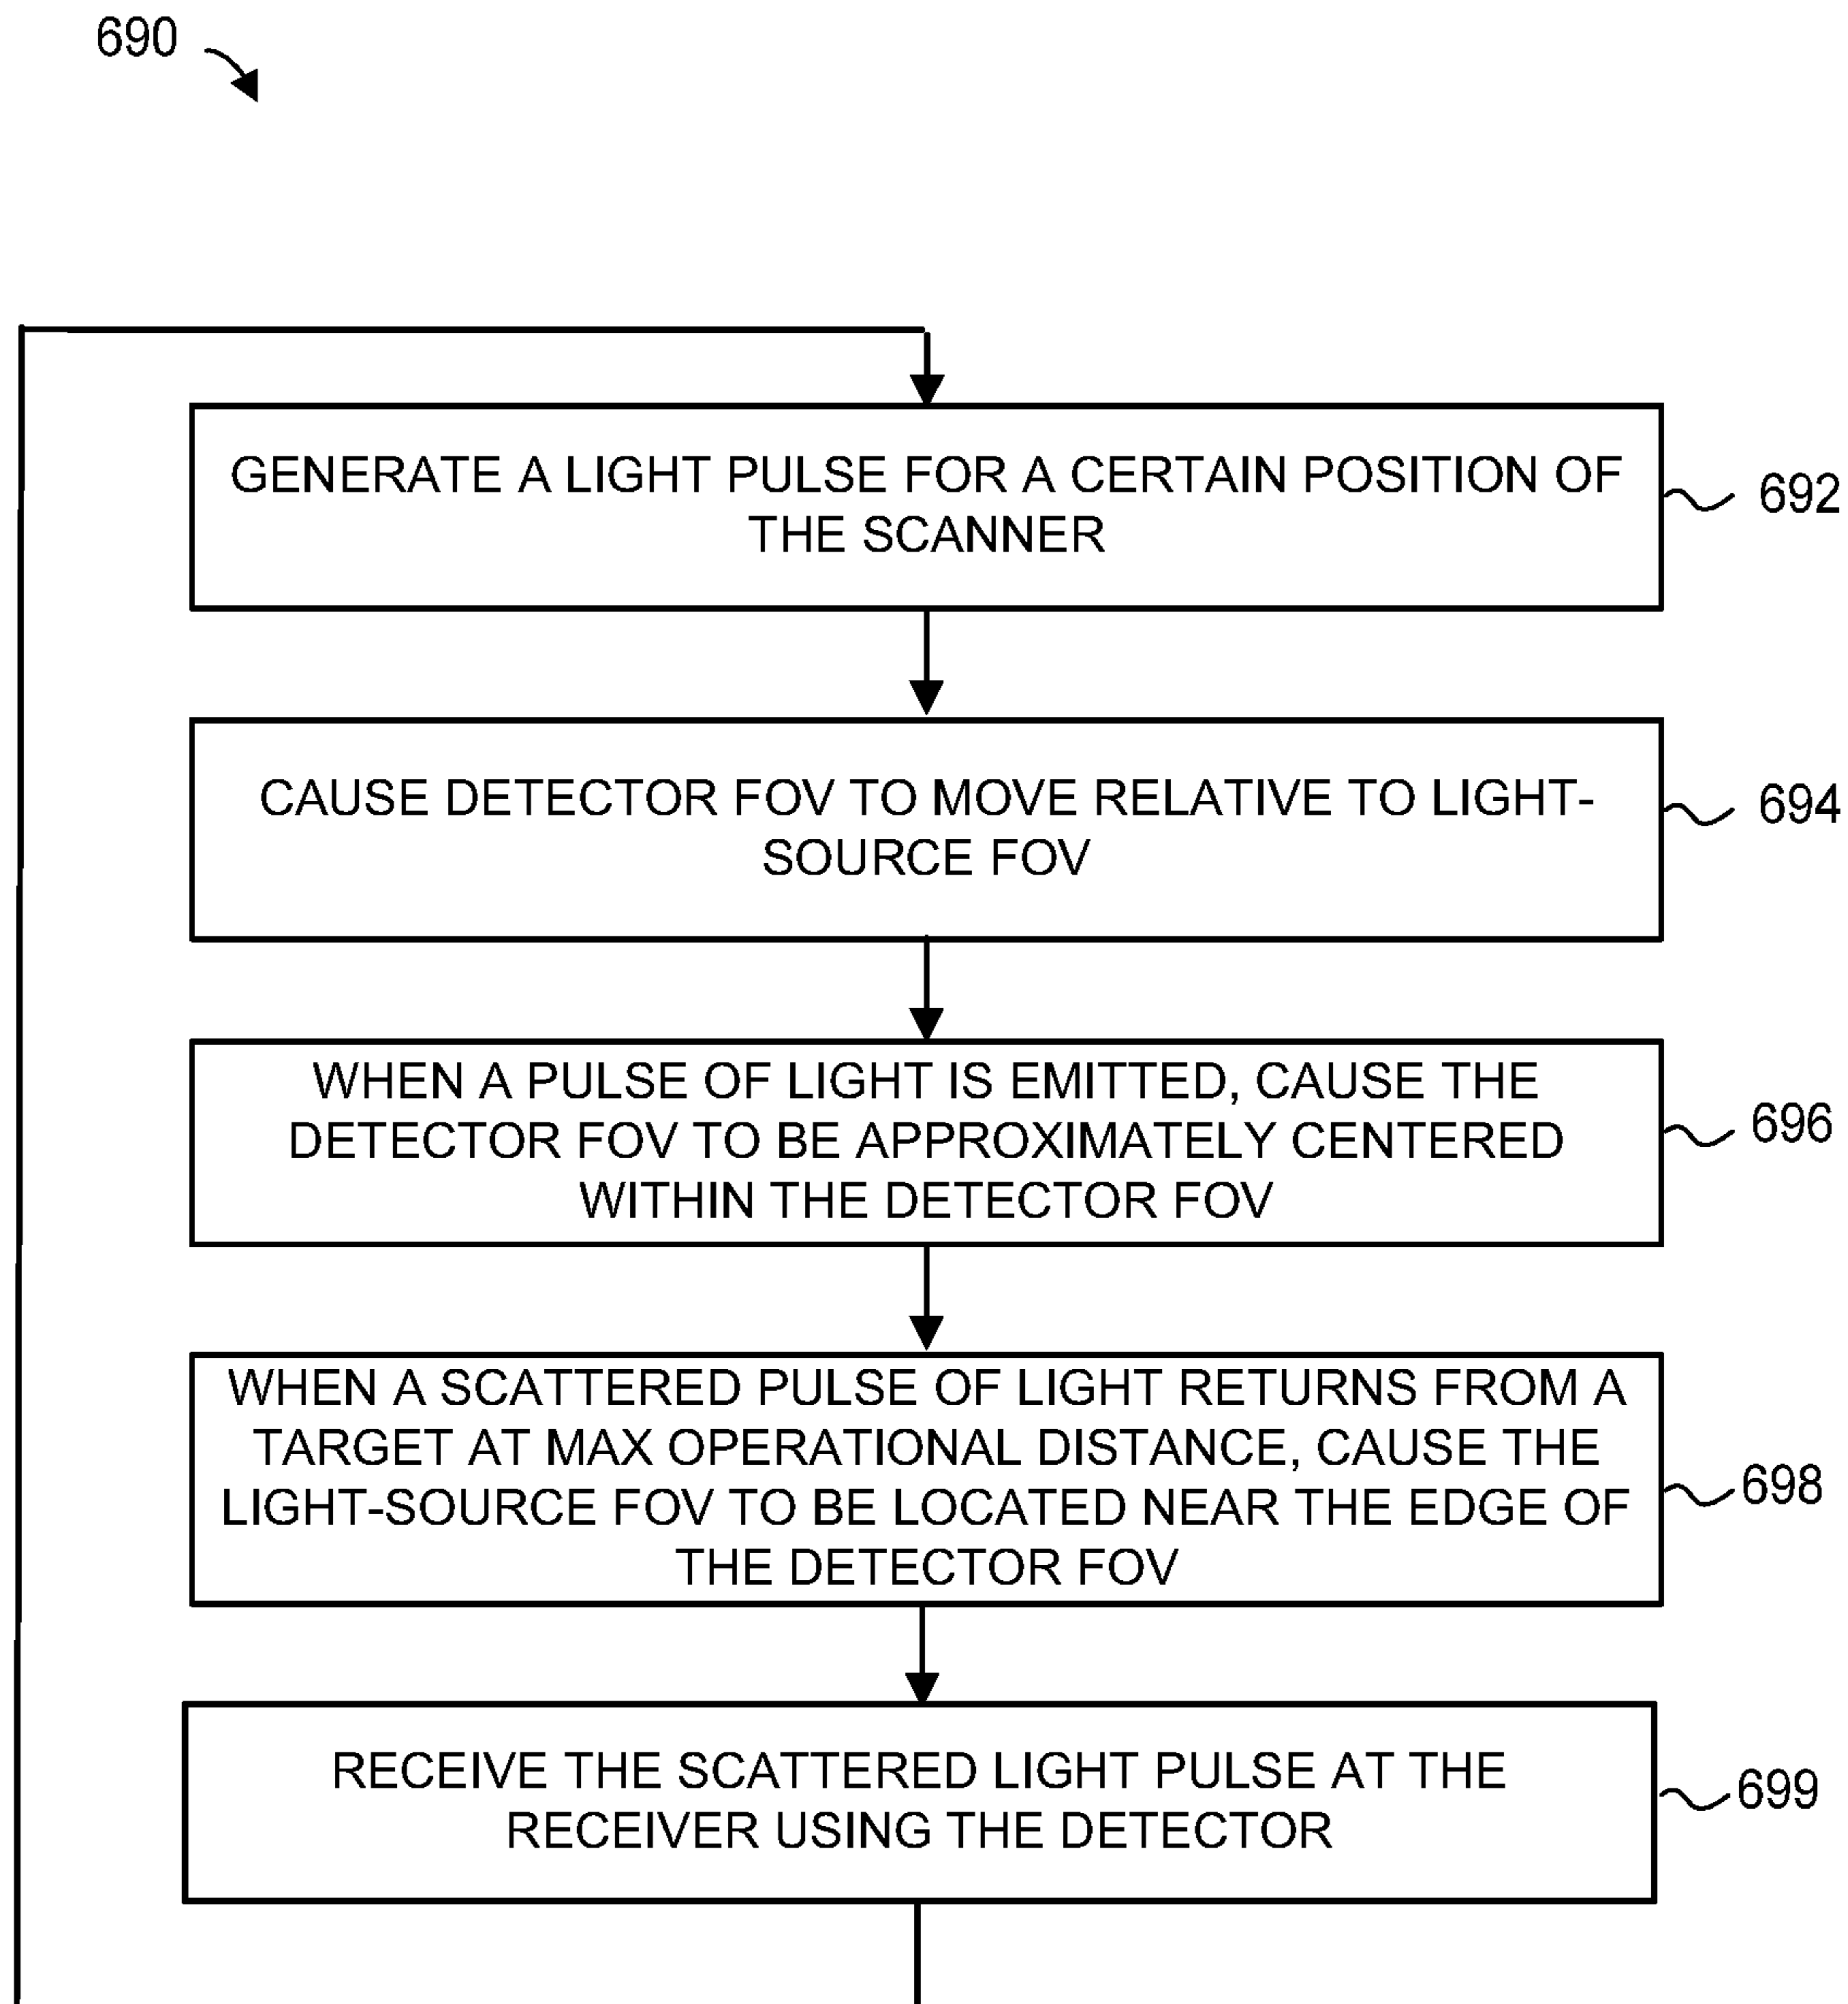 690
GENERATE A LIGHT PULSE FOR A CERTAIN POSITION OF
THE SCANNER
692
CAUSE DETECTOR FOV TO MOVE RELATIVE TO LIGHT-
SOURCE FOV
694
WHEN A PULSE OF LIGHT IS EMITTED, CAUSE THE
DETECTOR FOV TO BE APPROXIMATELY CENTERED
WITHIN THE DETECTOR FOV
696
WHEN A SCATTERED PULSE OF LIGHT RETURNS FROM A
TARGET AT MAX OPERATIONAL DISTANCE, CAUSE THE
LIGHT-SOURCE FOV TO BE LOCATED NEAR THE EDGE OF
THE DETECTOR FOV
698
RECEIVE THE SCATTERED LIGHT PULSE AT THE
RECEIVER USING THE DETECTOR
699